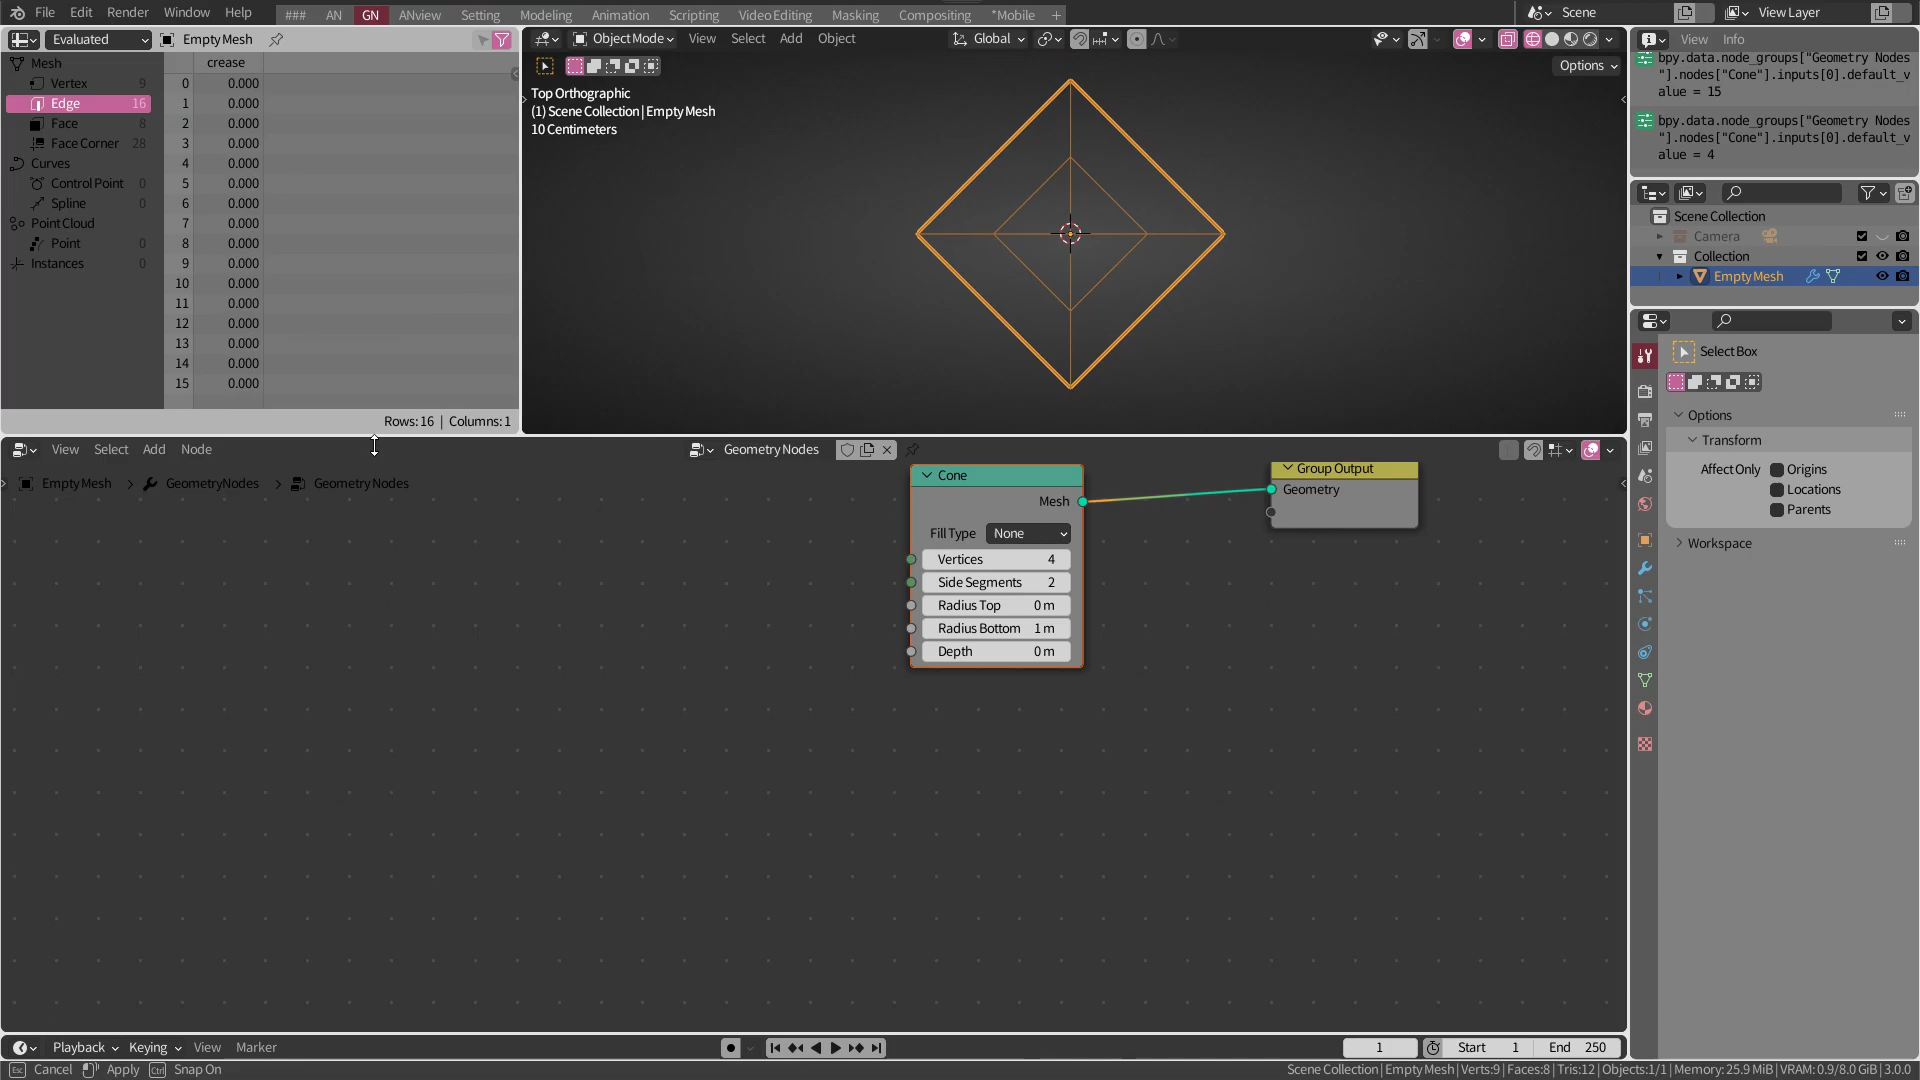 File Edit Render Window Help ### AN GN ANview Setting Modeling Animation Scripting Video Editing Masking Compositing *Mobile + Scene View Layer
Evaluated Empty Mesh
Mesh
Vertex 9
Edge 16
Face 8
Face Corner 28
Curves
Control Point 0
Spline 0
Point Cloud
Point 0
Instances 0
crease
0 0.000
1 0.000
2 0.000
3 0.000
4 0.000
5 0.000
6 0.000
7 0.000
8 0.000
9 0.000
10 0.000
11 0.000
12 0.000
13 0.000
14 0.000
15 0.000
Rows: 16 | Columns: 1
Object Mode View Select Add Object Global
Options
Top Orthographic
(1) Scene Collection | Empty Mesh
10 Centimeters
View Info
bpy.data.node_groups["Geometry Nodes
"].nodes["Cone"].inputs[0].default_v
alue = 15
bpy.data.node_groups["Geometry Nodes
"].nodes["Cone"].inputs[0].default_v
alue = 4
Scene Collection
Camera
Collection
Empty Mesh
Select Box
Options
Transform
Affect Only Origins
Locations
Parents
Workspace
View Select Add Node Geometry Nodes
Empty Mesh > GeometryNodes > Geometry Nodes
Cone
Mesh
Fill Type None
Vertices 4
Side Segments 2
Radius Top 0 m
Radius Bottom 1 m
Depth 0 m
Group Output
Geometry
Playback Keying View Marker 1 Start 1 End 250
Esc Cancel Apply Ctrl Snap On
Scene Collection | Empty Mesh | Verts:9 | Faces:8 | Tris:12 | Objects:1/1 | Memory: 25.9 MiB | VRAM: 0.9/8.0 GiB | 3.0.0